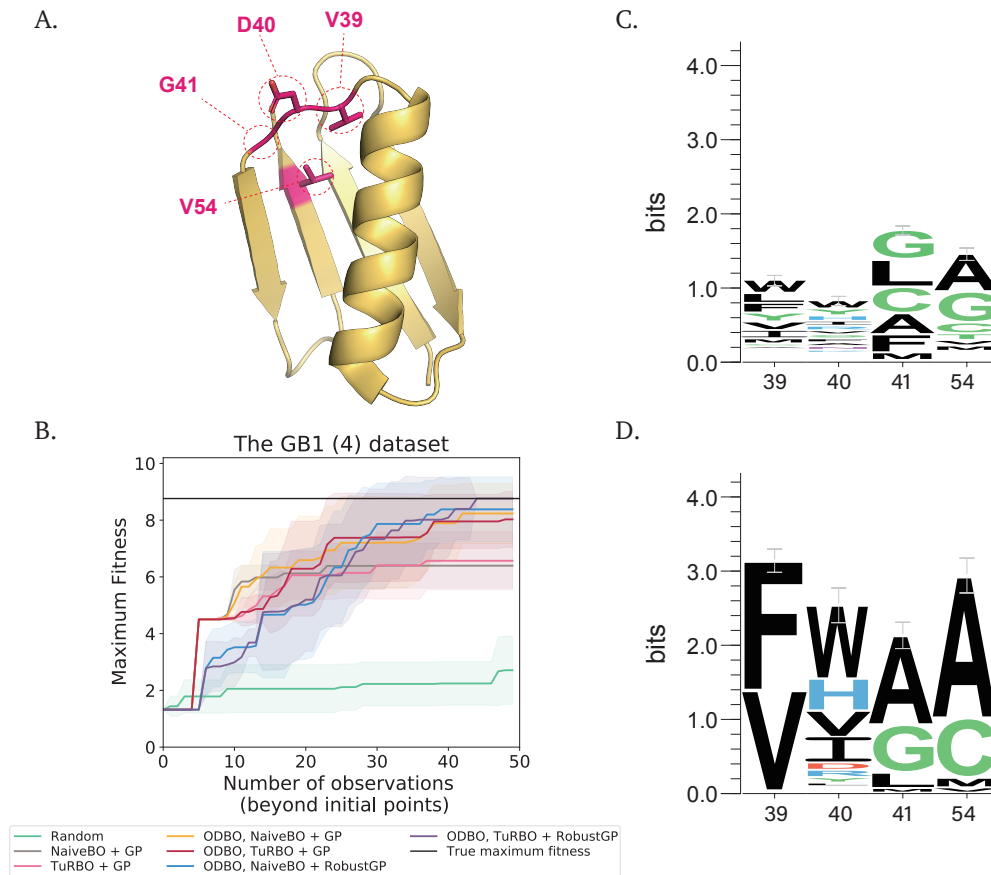 A.
D40
V39
G41
V54
B.
The GB1 (4) dataset
Maximum Fitness
10
8
6
4
2
0
0 10 20 30 40 50
Number of observations
(beyond initial points)
Random
NaiveBO + GP
TuRBO + GP
ODBO, NaiveBO + GP
ODBO, TuRBO + GP
ODBO, NaiveBO + RobustGP
ODBO, TuRBO + RobustGP
True maximum fitness
C.
bits
4.0
3.0
2.0
1.0
0.0
W
L
F
Y
W
Y
H
G
L
C
A
F
M
A
G
C
39 40 41 54
D.
bits
4.0
3.0
2.0
1.0
0.0
F
V
W
H
Y
I
D
A
G
L
A
C
39 40 41 54